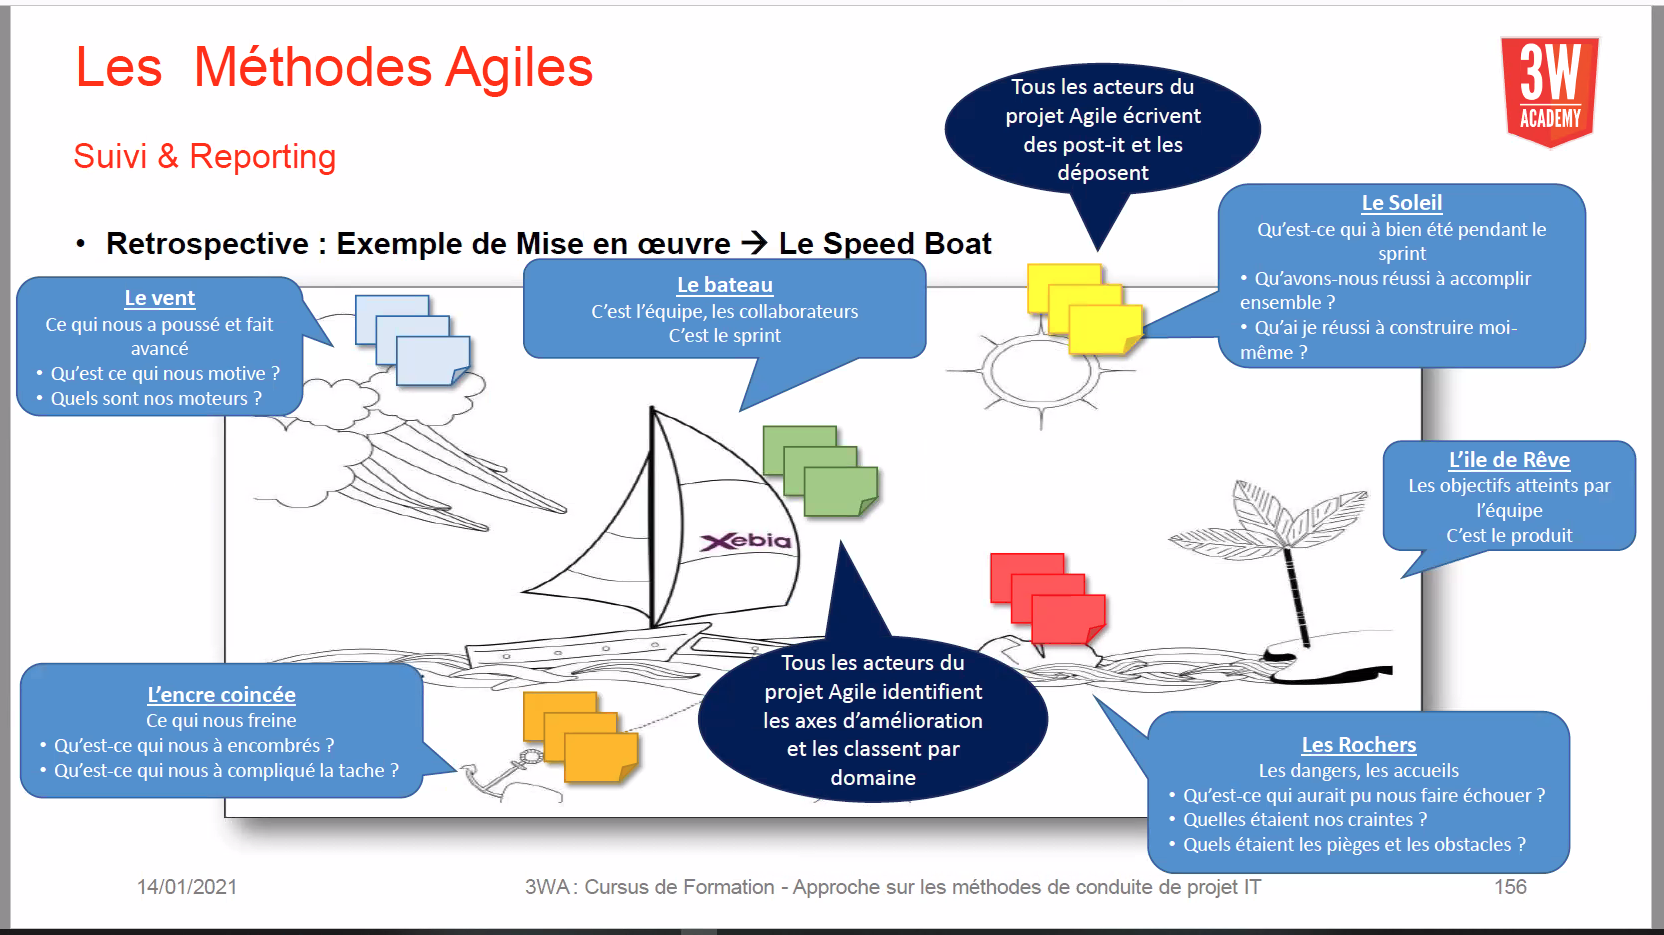 Les Méthodes Agiles
3W
ACADEMY
Suivi & Reporting
Tous les acteurs du
projet Agile écrivent
des post-it et les
déposent
• Retrospective : Exemple de Mise en œuvre → Le Speed Boat
Le vent
Ce qui nous a poussé et fait
avancé
• Qu'est ce qui nous motive ?
• Quels sont nos moteurs ?
Le bateau
C'est l'équipe, les collaborateurs
C'est le sprint
Le Soleil
Qu'est-ce qui à bien été pendant le
sprint
• Qu'avons-nous réussi à accomplir
ensemble ?
• Qu'ai je réussi à construire moi-
même ?
L'ile de Rêve
Les objectifs atteints par
l'équipe
C'est le produit
Xebia
L'encre coincée
Ce qui nous freine
• Qu'est-ce qui nous à encombrés ?
• Qu'est-ce qui nous à compliqué la tache ?
Tous les acteurs du
projet Agile identifient
les axes d'amélioration
et les classent par
domaine
Les Rochers
Les dangers, les accueils
• Qu'est-ce qui aurait pu nous faire échouer ?
• Quelles étaient nos craintes ?
• Quels étaient les pièges et les obstacles ?
14/01/2021
3WA : Cursus de Formation - Approche sur les méthodes de conduite de projet IT
156